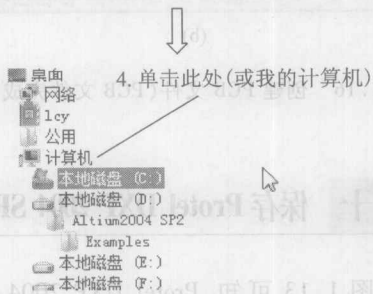 4. 单击此处(或我的计算机)
桌面
网络
lcy
公用
计算机
本地磁盘 (C:)
本地磁盘 (D:)
Altium2004 SP2
Examples
本地磁盘 (E:)
本地磁盘 (F:)